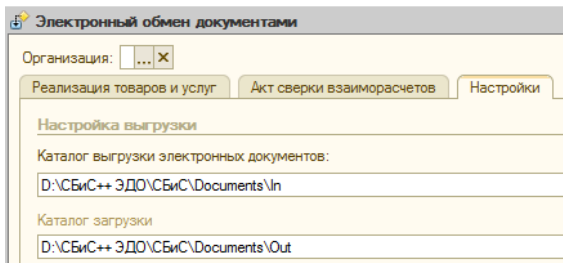 Электронный обмен документами
Организация: ... ×
Реализация товаров и услуг Акт сверки взаиморасчетов Настройки
Настройка выгрузки
Каталог выгрузки электронных документов:
D:\СБиС++ ЭДО\СБиС\Documents\In
Каталог загрузки
D:\СБиС++ ЭДО\СБиС\Documents\Out